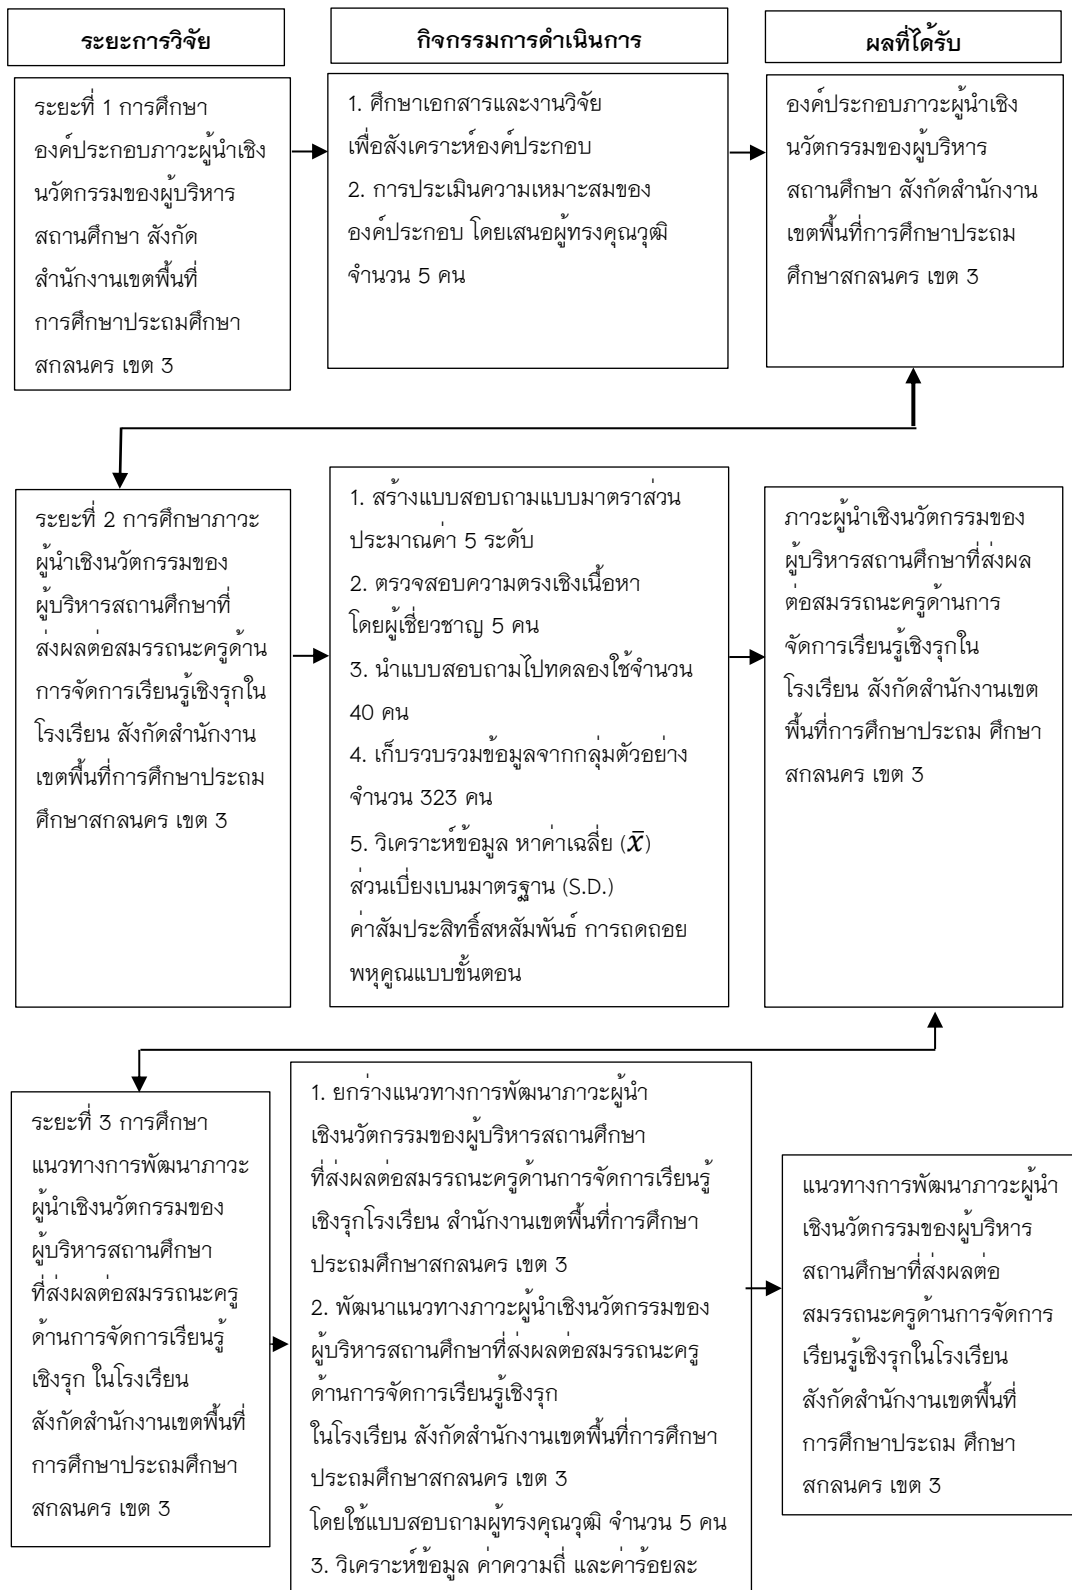 ระยะการวิจัย
กิจกรรมการดำเนินการ
ผลที่ได้รับ
ระยะที่ 1 การศึกษา
องค์ประกอบภาวะผู้นำเชิง
นวัตกรรมของผู้บริหาร
สถานศึกษา สังกัด
สำนักงานเขตพื้นที่
การศึกษาประถมศึกษา
สกลนคร เขต 3
1. ศึกษาเอกสารและงานวิจัย
เพื่อสังเคราะห์องค์ประกอบ
2. การประเมินความเหมาะสมของ
องค์ประกอบ โดยเสนอผู้ทรงคุณวุฒิ
จำนวน 5 คน
องค์ประกอบภาวะผู้นำเชิง
นวัตกรรมของผู้บริหาร
สถานศึกษา สังกัดสำนักงาน
เขตพื้นที่การศึกษาประถม
ศึกษาสกลนคร เขต 3
ระยะที่ 2 การศึกษาภาวะ
ผู้นำเชิงนวัตกรรมของ
ผู้บริหารสถานศึกษาที่
ส่งผลต่อสมรรถนะครูด้าน
การจัดการเรียนรู้เชิงรุกใน
โรงเรียน สังกัดสำนักงาน
เขตพื้นที่การศึกษาประถม
ศึกษาสกลนคร เขต 3
1. สร้างแบบสอบถามแบบมาตราส่วน
ประมาณค่า 5 ระดับ
2. ตรวจสอบความตรงเชิงเนื้อหา
โดยผู้เชี่ยวชาญ 5 คน
3. นำแบบสอบถามไปทดลองใช้จำนวน
40 คน
4. เก็บรวบรวมข้อมูลจากกลุ่มตัวอย่าง
จำนวน 323 คน
5. วิเคราะห์ข้อมูล หาค่าเฉลี่ย (x̄)
ส่วนเบี่ยงเบนมาตรฐาน (S.D.)
ค่าสัมประสิทธิ์สหสัมพันธ์ การถดถอย
พหุคูณแบบขั้นตอน
ภาวะผู้นำเชิงนวัตกรรมของ
ผู้บริหารสถานศึกษาที่ส่งผล
ต่อสมรรถนะครูด้านการ
จัดการเรียนรู้เชิงรุกใน
โรงเรียน สังกัดสำนักงานเขต
พื้นที่การศึกษาประถม ศึกษา
สกลนคร เขต 3
ระยะที่ 3 การศึกษา
แนวทางการพัฒนาภาวะ
ผู้นำเชิงนวัตกรรมของ
ผู้บริหารสถานศึกษา
ที่ส่งผลต่อสมรรถนะครู
ด้านการจัดการเรียนรู้
เชิงรุก ในโรงเรียน
สังกัดสำนักงานเขตพื้นที่
การศึกษาประถมศึกษา
สกลนคร เขต 3
1. ยกร่างแนวทางการพัฒนาภาวะผู้นำ
เชิงนวัตกรรมของผู้บริหารสถานศึกษา
ที่ส่งผลต่อสมรรถนะครูด้านการจัดการเรียนรู้
เชิงรุกโรงเรียน สำนักงานเขตพื้นที่การศึกษา
ประถมศึกษาสกลนคร เขต 3
2. พัฒนาแนวทางภาวะผู้นำเชิงนวัตกรรมของ
ผู้บริหารสถานศึกษาที่ส่งผลต่อสมรรถนะครู
ด้านการจัดการเรียนรู้เชิงรุก
ในโรงเรียน สังกัดสำนักงานเขตพื้นที่การศึกษา
ประถมศึกษาสกลนคร เขต 3
โดยใช้แบบสอบถามผู้ทรงคุณวุฒิ จำนวน 5 คน
3. วิเคราะห์ข้อมูล ค่าความถี่ และค่าร้อยละ
แนวทางการพัฒนาภาวะผู้นำ
เชิงนวัตกรรมของผู้บริหาร
สถานศึกษาที่ส่งผลต่อ
สมรรถนะครูด้านการจัดการ
เรียนรู้เชิงรุกในโรงเรียน
สังกัดสำนักงานเขตพื้นที่
การศึกษาประถม ศึกษา
สกลนคร เขต 3